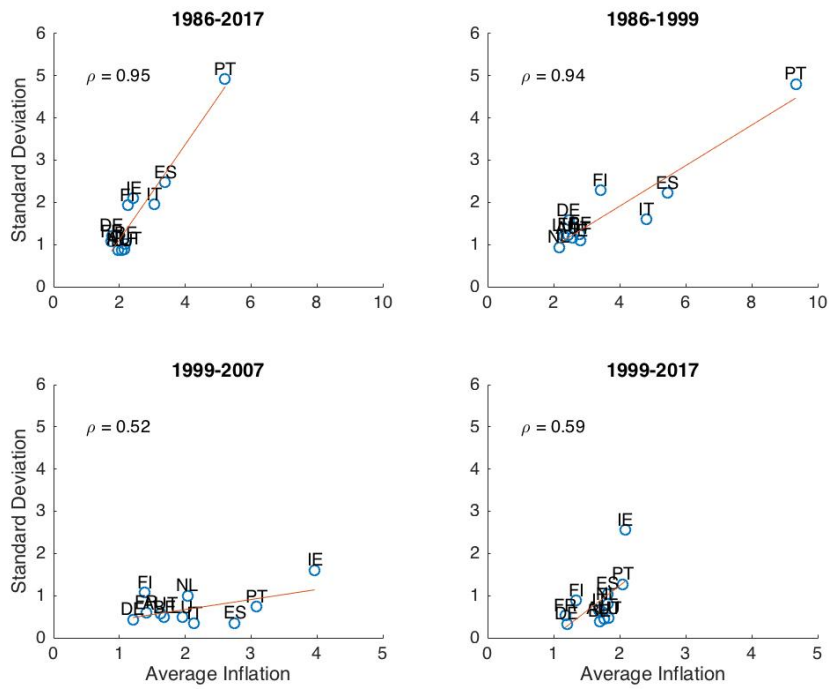 1986-2017
6
5
4
3
2
1
0
0 2 4 6 8 10
Standard Deviation
ρ = 0.95
PT
ES
IE
IT
DE
1986-1999
6
5
4
3
2
1
0
0 2 4 6 8 10
ρ = 0.94
PT
FI
ES
IT
DE
1999-2007
6
5
4
3
2
1
0
0 1 2 3 4 5
Standard Deviation
Average Inflation
ρ = 0.52
IE
FI
NL
PT
ES
DE
LU
IT
1999-2017
6
5
4
3
2
1
0
0 1 2 3 4 5
Average Inflation
ρ = 0.59
IE
PT
ES
FI
FR
DE